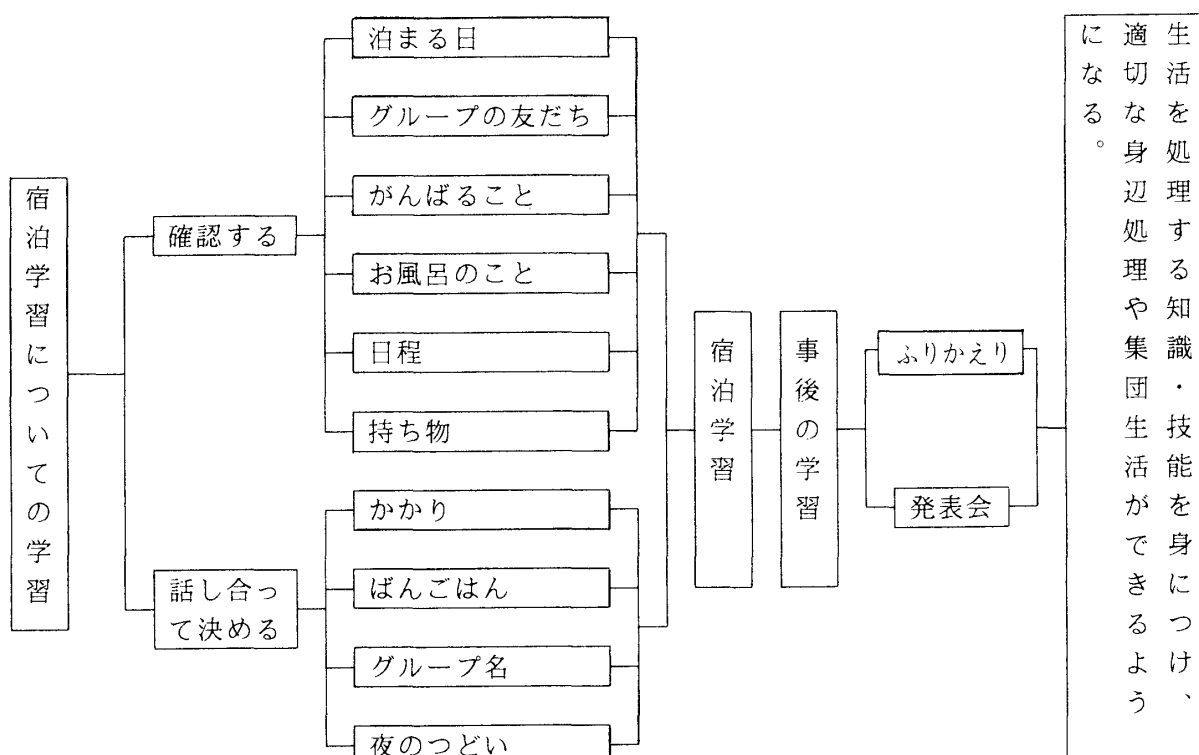 宿泊学習についての学習
確認する
泊まる日
グループの友だち
がんばること
お風呂のこと
日程
持ち物
話し合っ
て決める
かかり
ばんごはん
グループ名
夜のつどい
宿泊学習
事後の学習
ふりかえり
発表会
生活を処理する知識・技能を身につけ、
適切な身辺処理や集団生活ができるよう
になる。